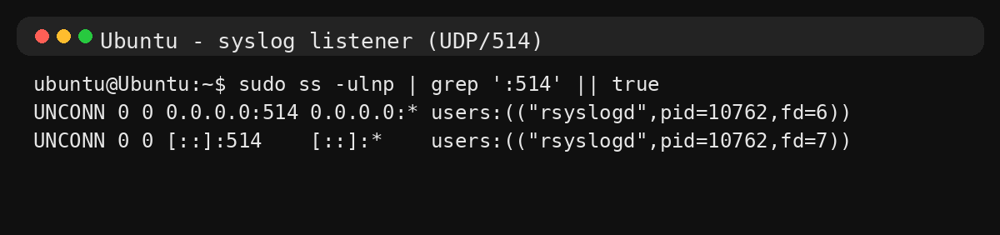 Ubuntu - syslog listener (UDP/514)
ubuntu@Ubuntu:~$ sudo ss -ulnp | grep ':514' || true
UNCONN 0 0 0.0.0.0:514 0.0.0.0:* users:(("rsyslogd",pid=10762,fd=6))
UNCONN 0 0 [::]:514    [::]:*    users:(("rsyslogd",pid=10762,fd=7))